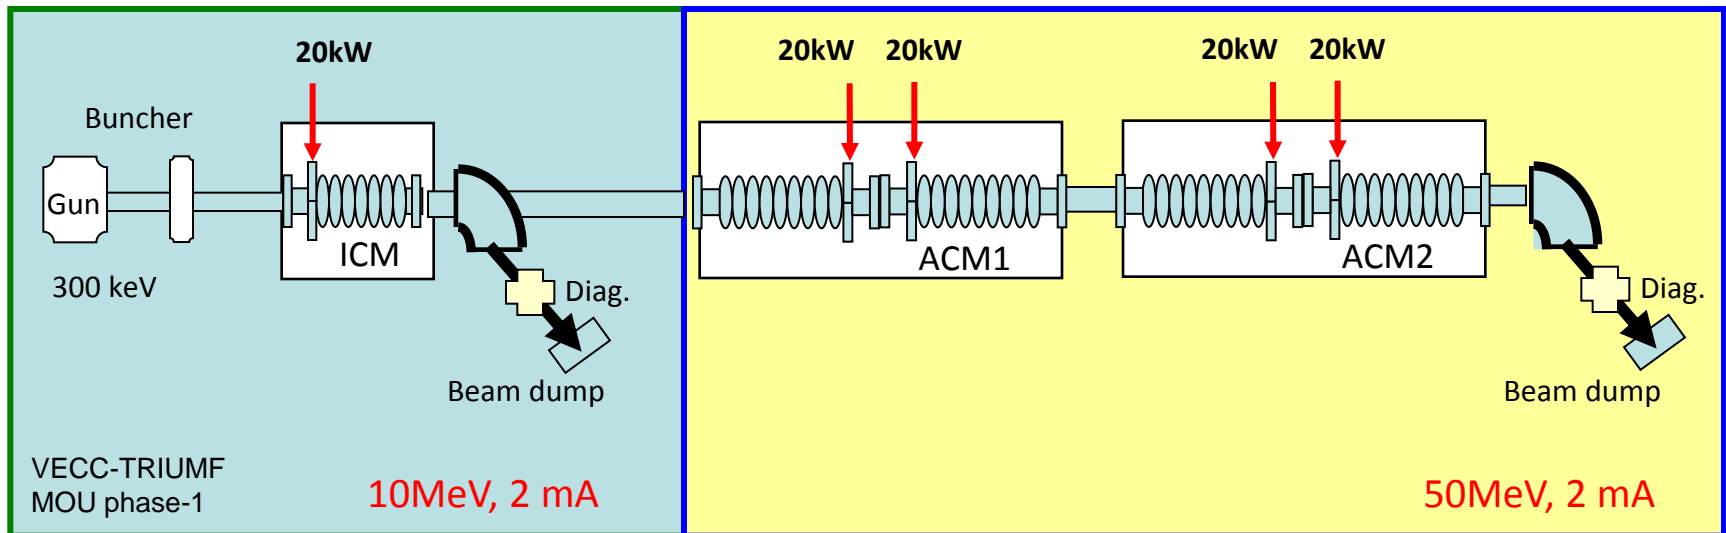 20kW
Buncher
Gun
300 keV
ICM
Diag.
Beam dump
VECC-TRIUMF
MOU phase-1
10MeV, 2 mA
20kW 20kW
20kW 20kW
ACM1
ACM2
Diag.
Beam dump
50MeV, 2 mA